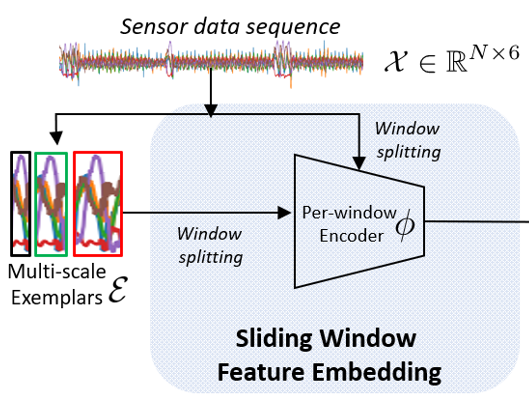 Sensor data sequence
𝒳 ∈ ℝ^{N×6}
Window
splitting
Per-window
Encoder ϕ
Window
splitting
Multi-scale
Exemplars ℰ
Sliding Window
Feature Embedding